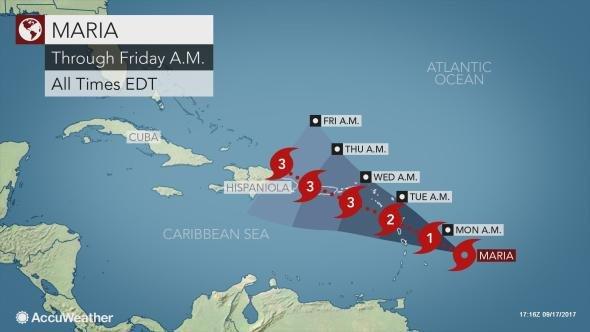 MARIA
Through Friday A.M.
All Times EDT
ATLANTIC
OCEAN
FRI A.M.
CUBA
THU A.M.
3
WED A.M.
HISPANIOLA
3
TUE A.M.
3
2
MON A.M.
CARIBBEAN SEA
1
MARIA
AccuWeather
17:16Z 09/17/2017